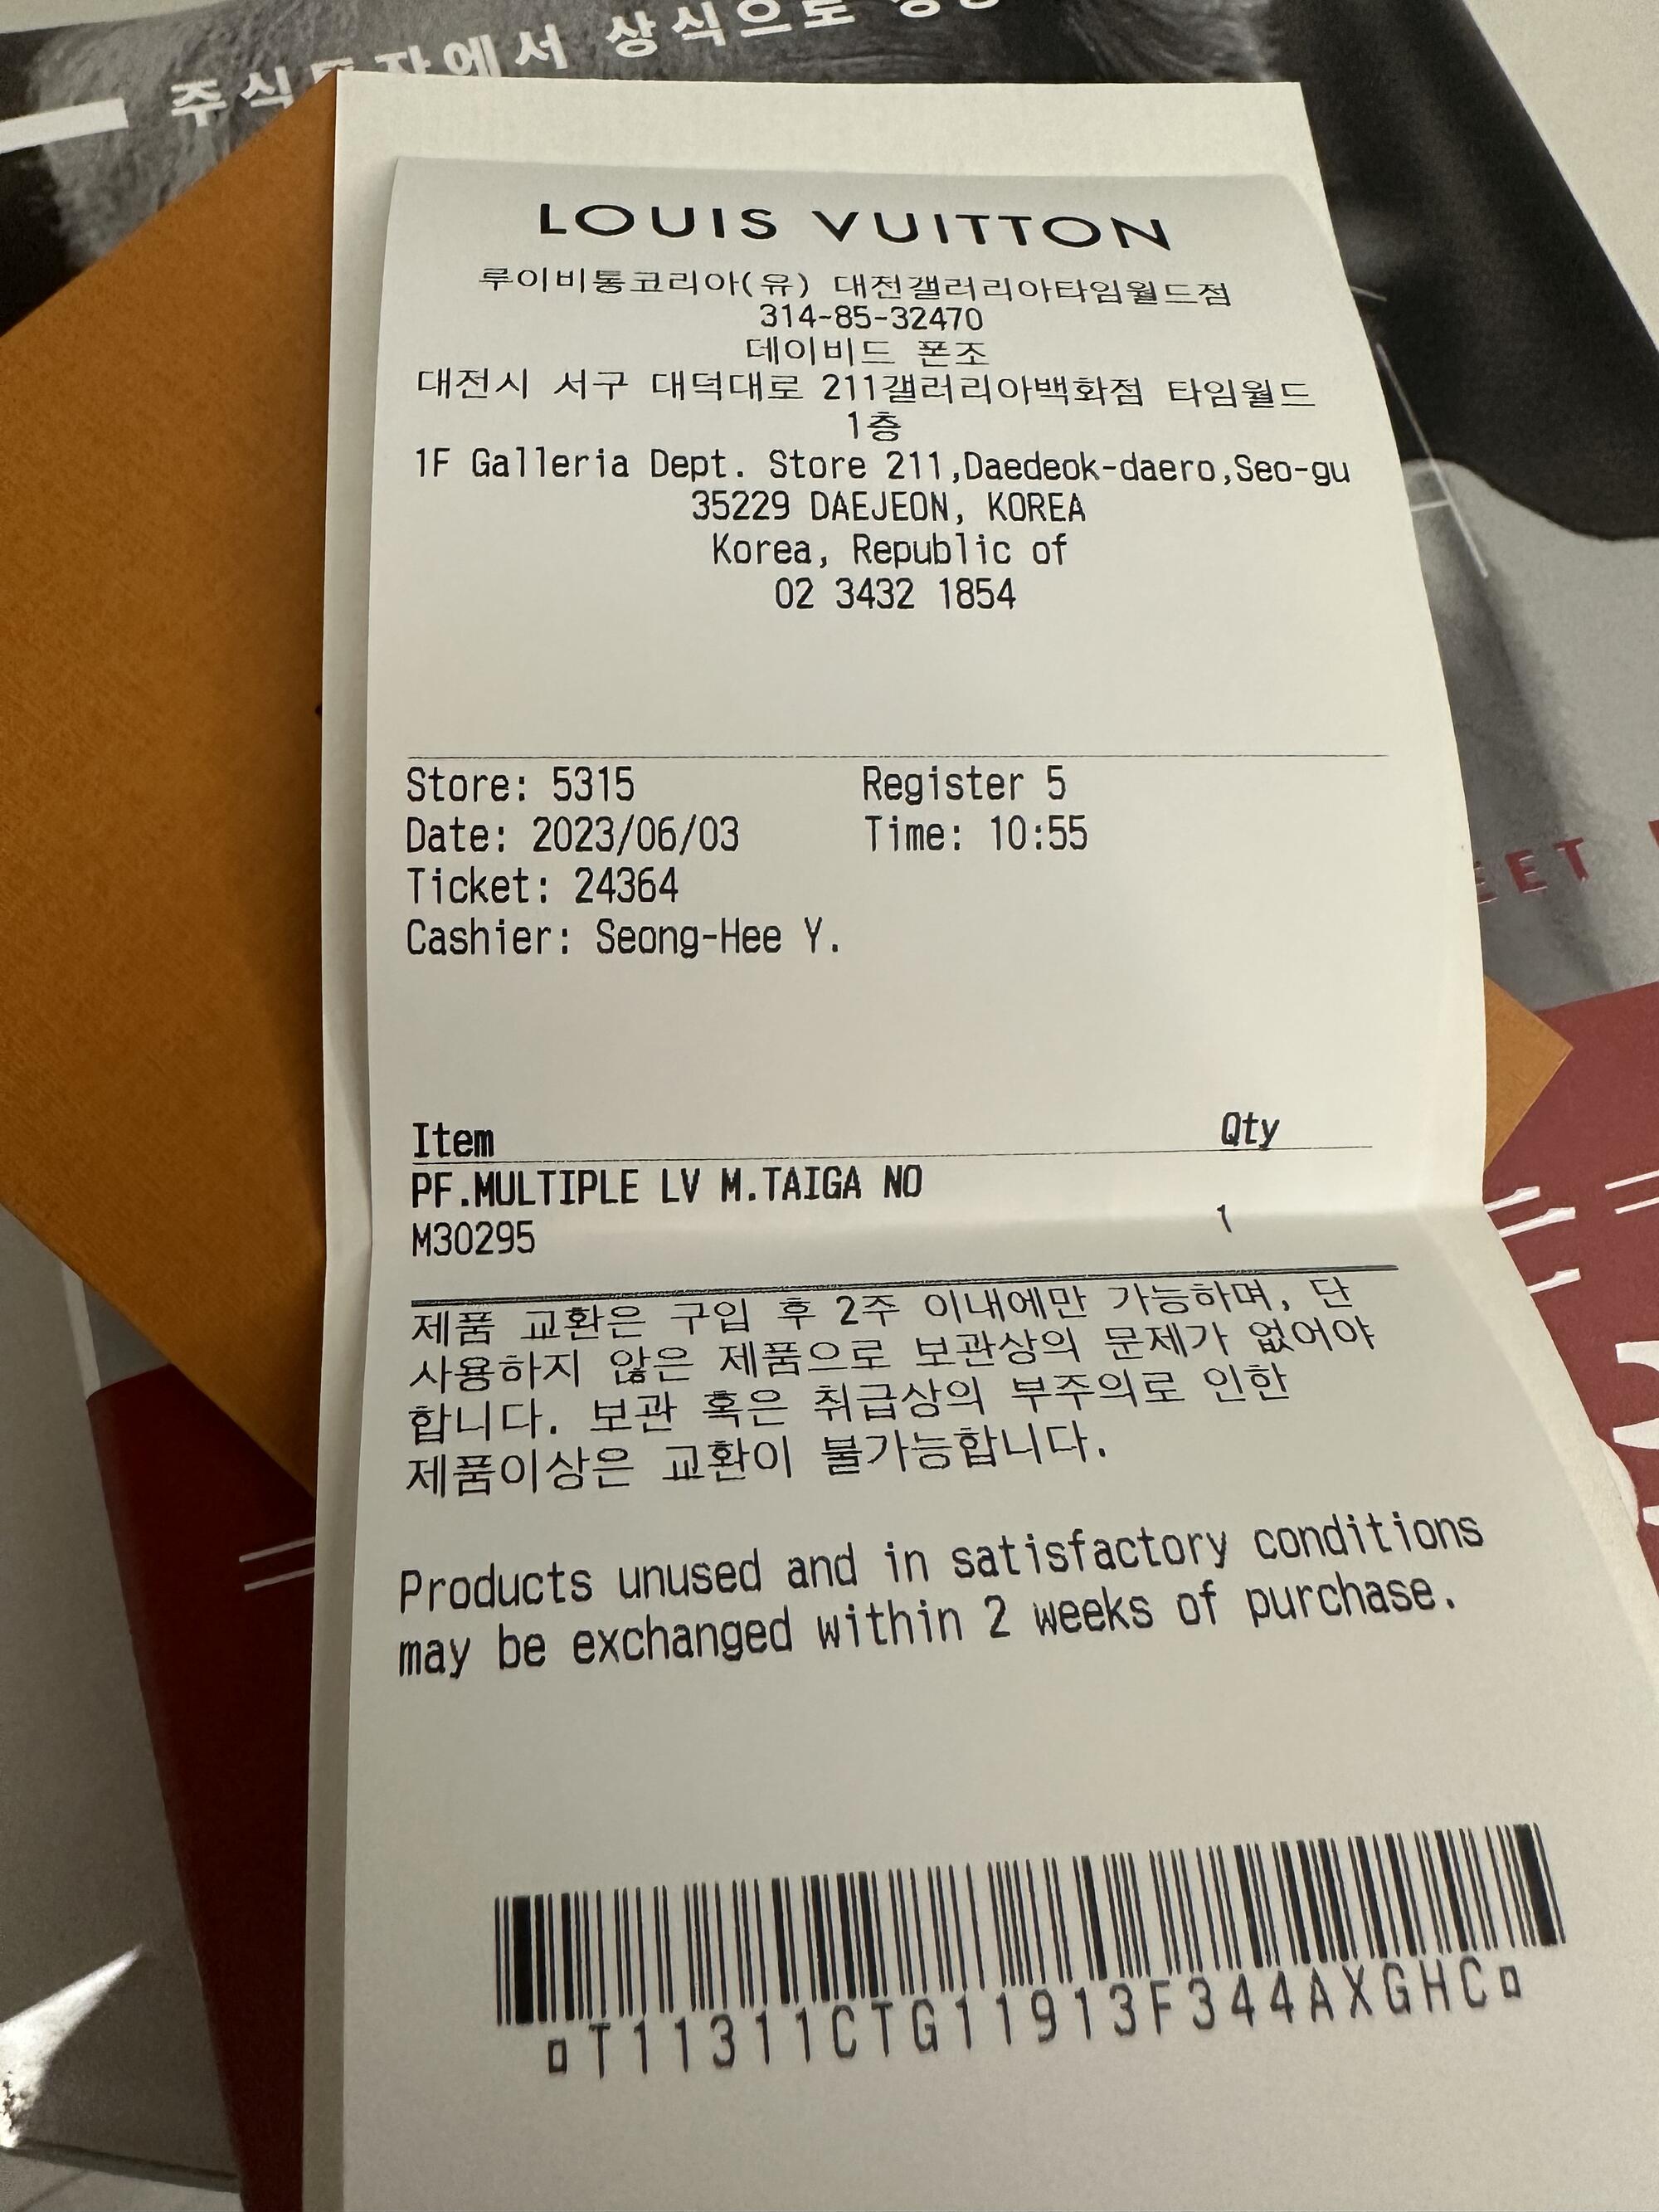 주식투자에서 상식으로
LOUIS VUITTON
루이비통코리아(유) 대전갤러리아타임월드점
314-85-32470
데이비드 폰조
대전시 서구 대덕대로 211갤러리아백화점 타임월드
1층
1F Galleria Dept. Store 211,Daedeok-daero,Seo-gu
35229 DAEJEON, KOREA
Korea, Republic of
02 3432 1854
Store: 5315 Register 5
Date: 2023/06/03 Time: 10:55
Ticket: 24364
Cashier: Seong-Hee Y.
Item Qty
PF.MULTIPLE LV M.TAIGA NO
M30295 1
제품 교환은 구입 후 2주 이내에만 가능하며, 단
사용하지 않은 제품으로 보관상의 문제가 없어야
합니다. 보관 혹은 취급상의 부주의로 인한
제품이상은 교환이 불가능합니다.
Products unused and in satisfactory conditions
may be exchanged within 2 weeks of purchase.
¤T11311CTG11913F344AXGHC¤